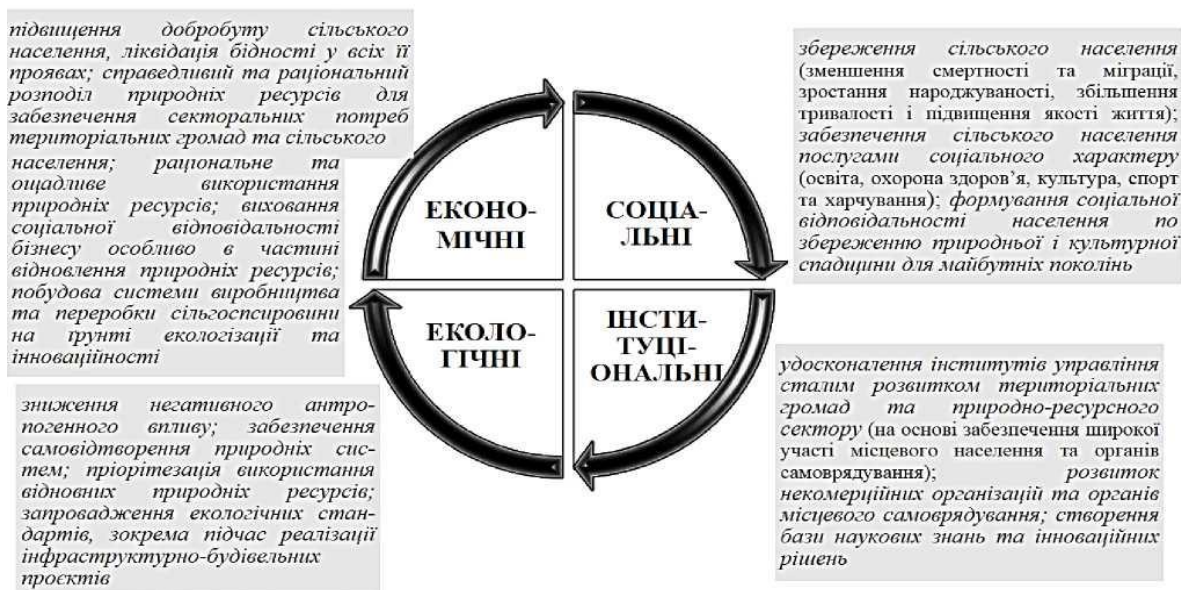 підвищення добробуту сільського
населення, ліквідація бідності у всіх її
проявах; справедливий та раціональний
розподіл природніх ресурсів для
забезпечення секторальних потреб
територіальних громад та сільського
населення; раціональне та
ощадливе використання
природніх ресурсів; виховання
соціальної відповідальності
бізнесу особливо в частині
відновлення природніх ресурсів;
побудова системи виробництва
та переробки сільгоспсировини
на ґрунті екологізації та
інноваційності
збереження сільського населення
(зменшення смертності та міграції,
зростання народжуваності, збільшення
тривалості і підвищення якості життя);
забезпечення сільського населення
послугами соціального характеру
(освіта, охорона здоров’я, культура, спорт
та харчування); формування соціальної
відповідальності населення по
збереженню природньої і культурної
спадщини для майбутніх поколінь
ЕКОНО-
МІЧНІ
СОЦІА-
ЛЬНІ
ЕКОЛО-
ГІЧНІ
ІНСТИ-
ТУЦІ-
ОНАЛЬНІ
зниження негативного антро-
погенного впливу; забезпечення
самовідтворення природніх сис-
тем; пріорітезація використання
відновних природніх ресурсів;
запровадження екологічних стан-
дартів, зокрема підчас реалізації
інфраструктурно-будівельних
проєктів
удосконалення інститутів управління
сталим розвитком територіальних
громад та природно-ресурсного
сектору (на основі забезпечення широкої
участі місцевого населення та органів
самоврядування); розвиток
некомерційних організацій та органів
місцевого самоврядування; створення
бази наукових знань та інноваційних
рішень